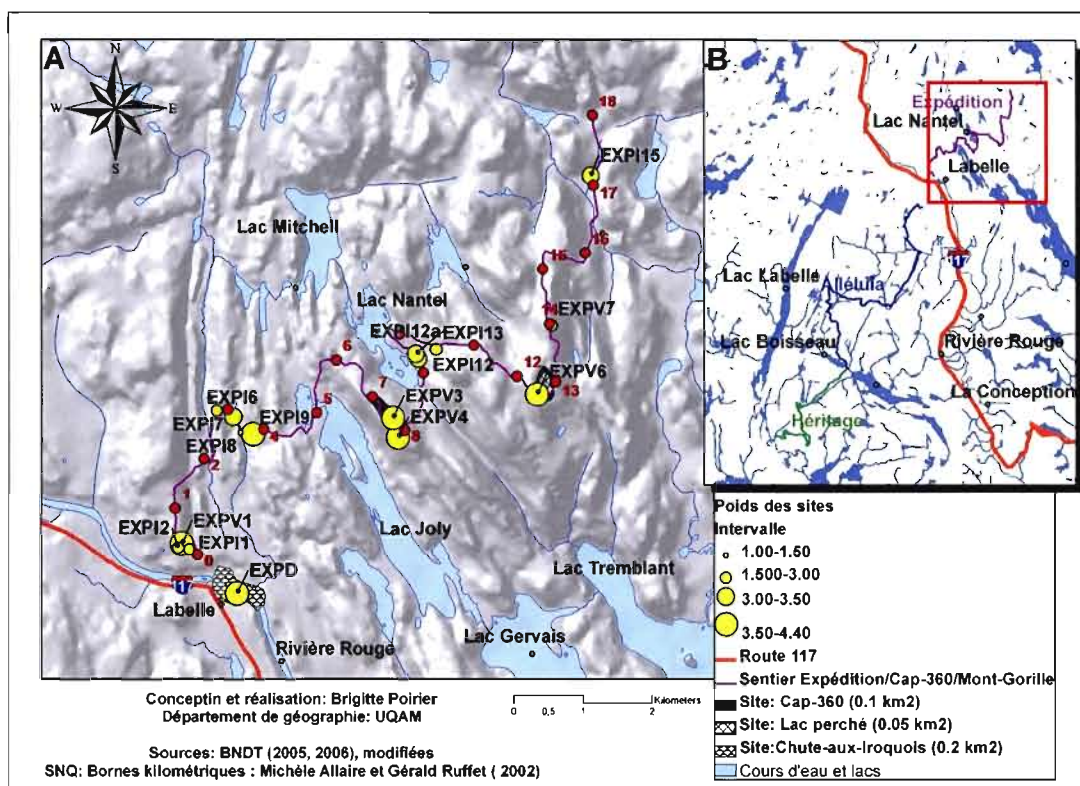 A
N
W
E
S
18
EXPI15
17
16
15
Lac Mitchell
Lac Nantel
EXPV7
EXPI12a
EXPI13
EXPI12
6
12
EXPV6
13
7
EXPV3
EXPV4
8
EXPI6
EXPI7
EXPI9
4
5
EXPI8
2
1
EXPI2
EXPV1
EXPI1
0
EXPD
Labelle
Lac Joly
Lac Tremblant
Lac Gervais
Rivière Rouge
B
Expédition
Lac Nantel
Labelle
Lac Labelle
Alléluia
Lac Boisseau
Rivière Rouge
La Conception
Héritage
Poids des sites
Intervalle
1.00-1.50
1.500-3.00
3.00-3.50
3.50-4.40
Route 117
Sentier Expédition/Cap-360/Mont-Gorille
Site: Cap-360 (0.1 km2)
Site: Lac perché (0.05 km2)
Site:Chute-aux-Iroquois (0.2 km2)
Cours d'eau et lacs
Conceptin et réalisation: Brigitte Poirier
Département de géographie: UQAM
Kilometers
0 0,5 1 2
Sources: BNDT (2005, 2006), modifiées
SNQ: Bornes kilométriques : Michèle Allaire et Gérald Ruffet ( 2002)